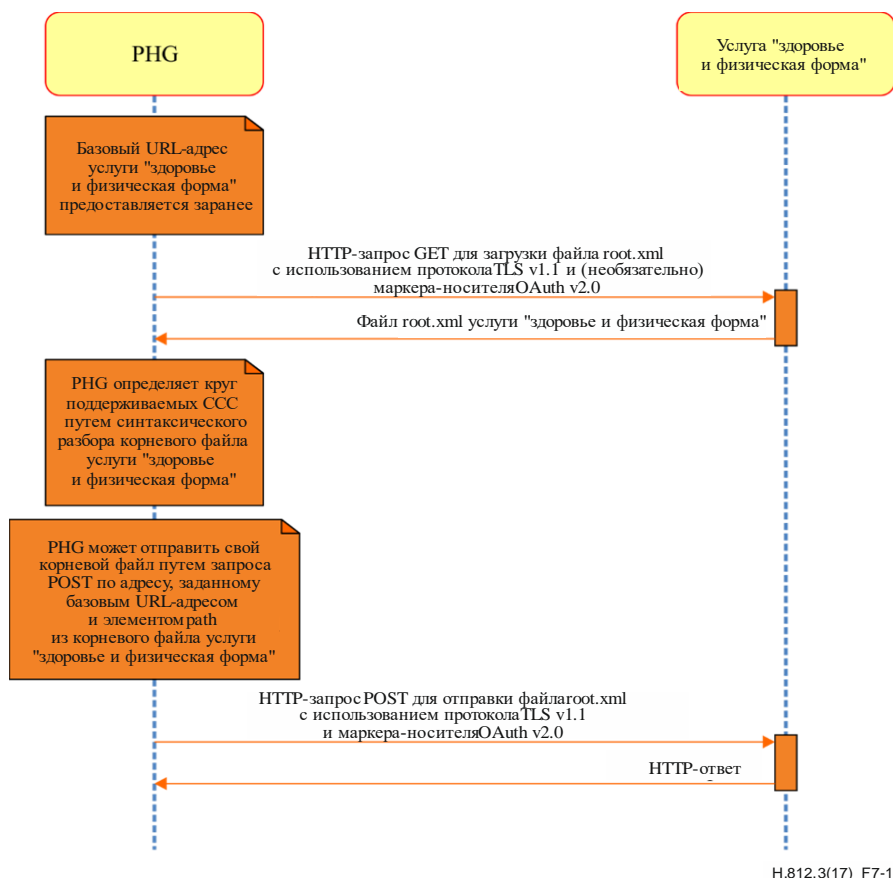 PHG
Услуга "здоровье
и физическая форма"
Базовый URL-адрес
услуги "здоровье
и физическая форма"
предоставляется заранее
HTTP-запрос GET для загрузки файла root.xml
с использованием протоколаTLS v1.1 и (необязательно)
маркера-носителяOAuth v2.0
Файл root.xml услуги "здоровье и физическая форма"
PHG определяет круг
поддерживаемых ССС
путем синтаксического
разбора корневого файла
услуги "здоровье
и физическая форма"
PHG может отправить свой
корневой файл путем запроса
POST по адресу, заданному
базовым URL-адресом
и элементомpath
из корневого файла услуги
"здоровье и физическая форма"
HTTP-запросPOST для отправки файлаroot.xml
с использованием протоколаTLS v1.1
и маркера-носителяOAuth v2.0
HTTP-ответ
H.812.3(17)_F7-1